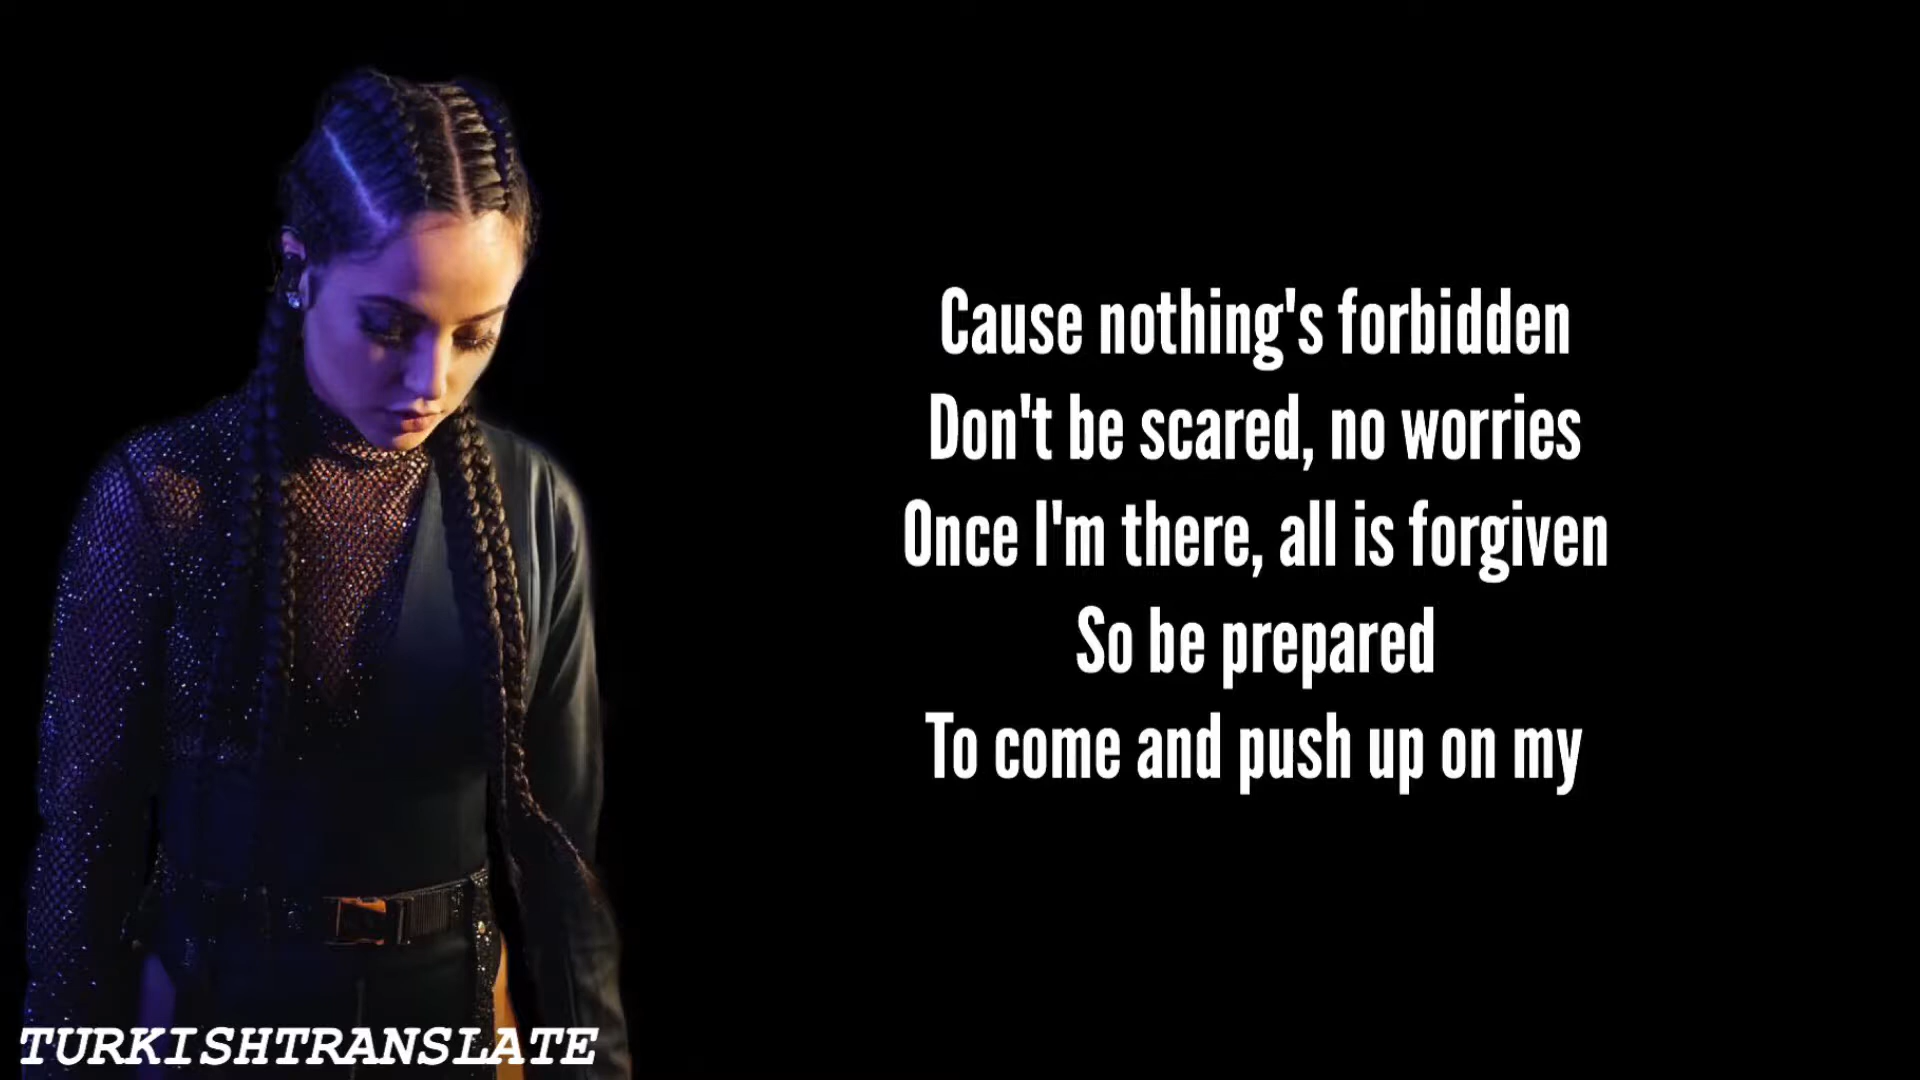 Cause nothing's forbidden
Don't be scared, no worries
Once I'm there, all is forgiven
So be prepared
To come and push up on my
TURKISHTRANSLATE